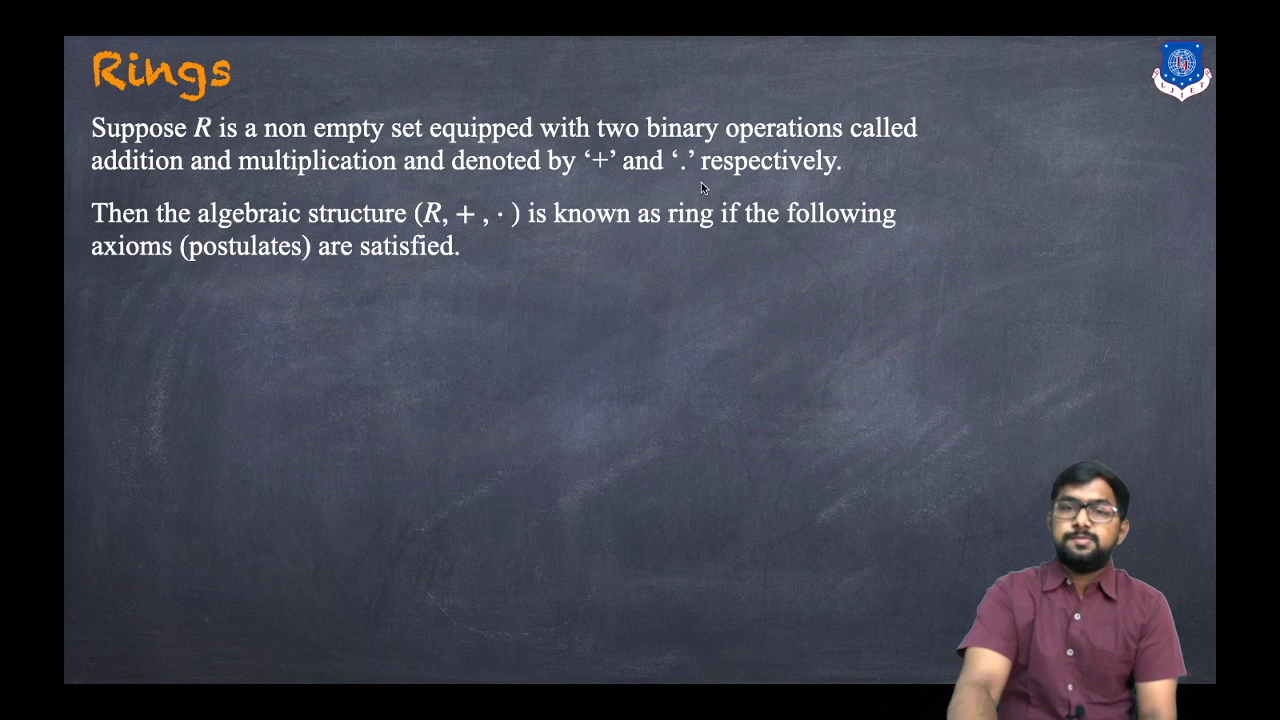 Rings
Suppose R is a non empty set equipped with two binary operations called
addition and multiplication and denoted by ‘+’ and ‘.’ respectively.
Then the algebraic structure (R, + , · ) is known as ring if the following
axioms (postulates) are satisfied.
LJIET